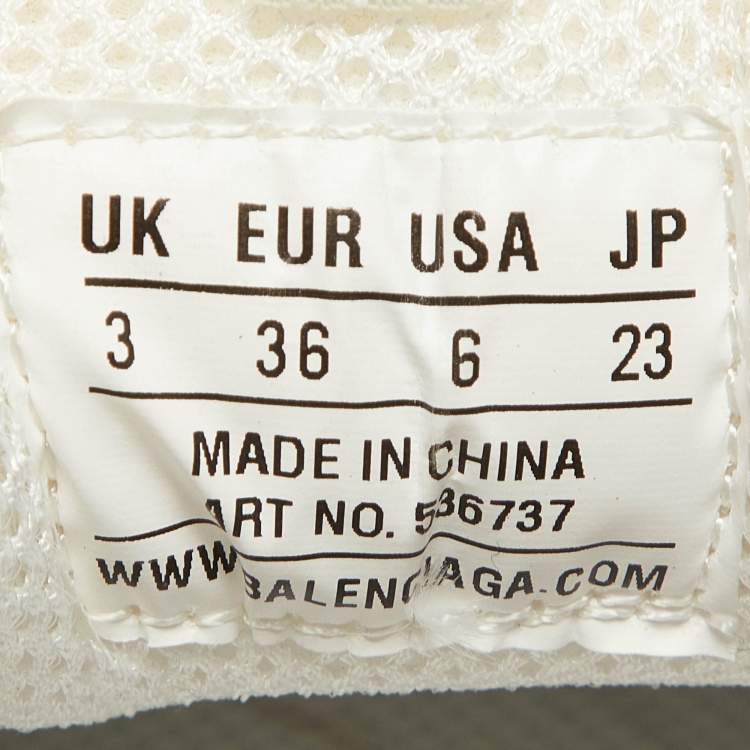 UK EUR USA JP
3 36 6 23
MADE IN CHINA
ART NO. 536737
WWW.BALENCIAGA.COM